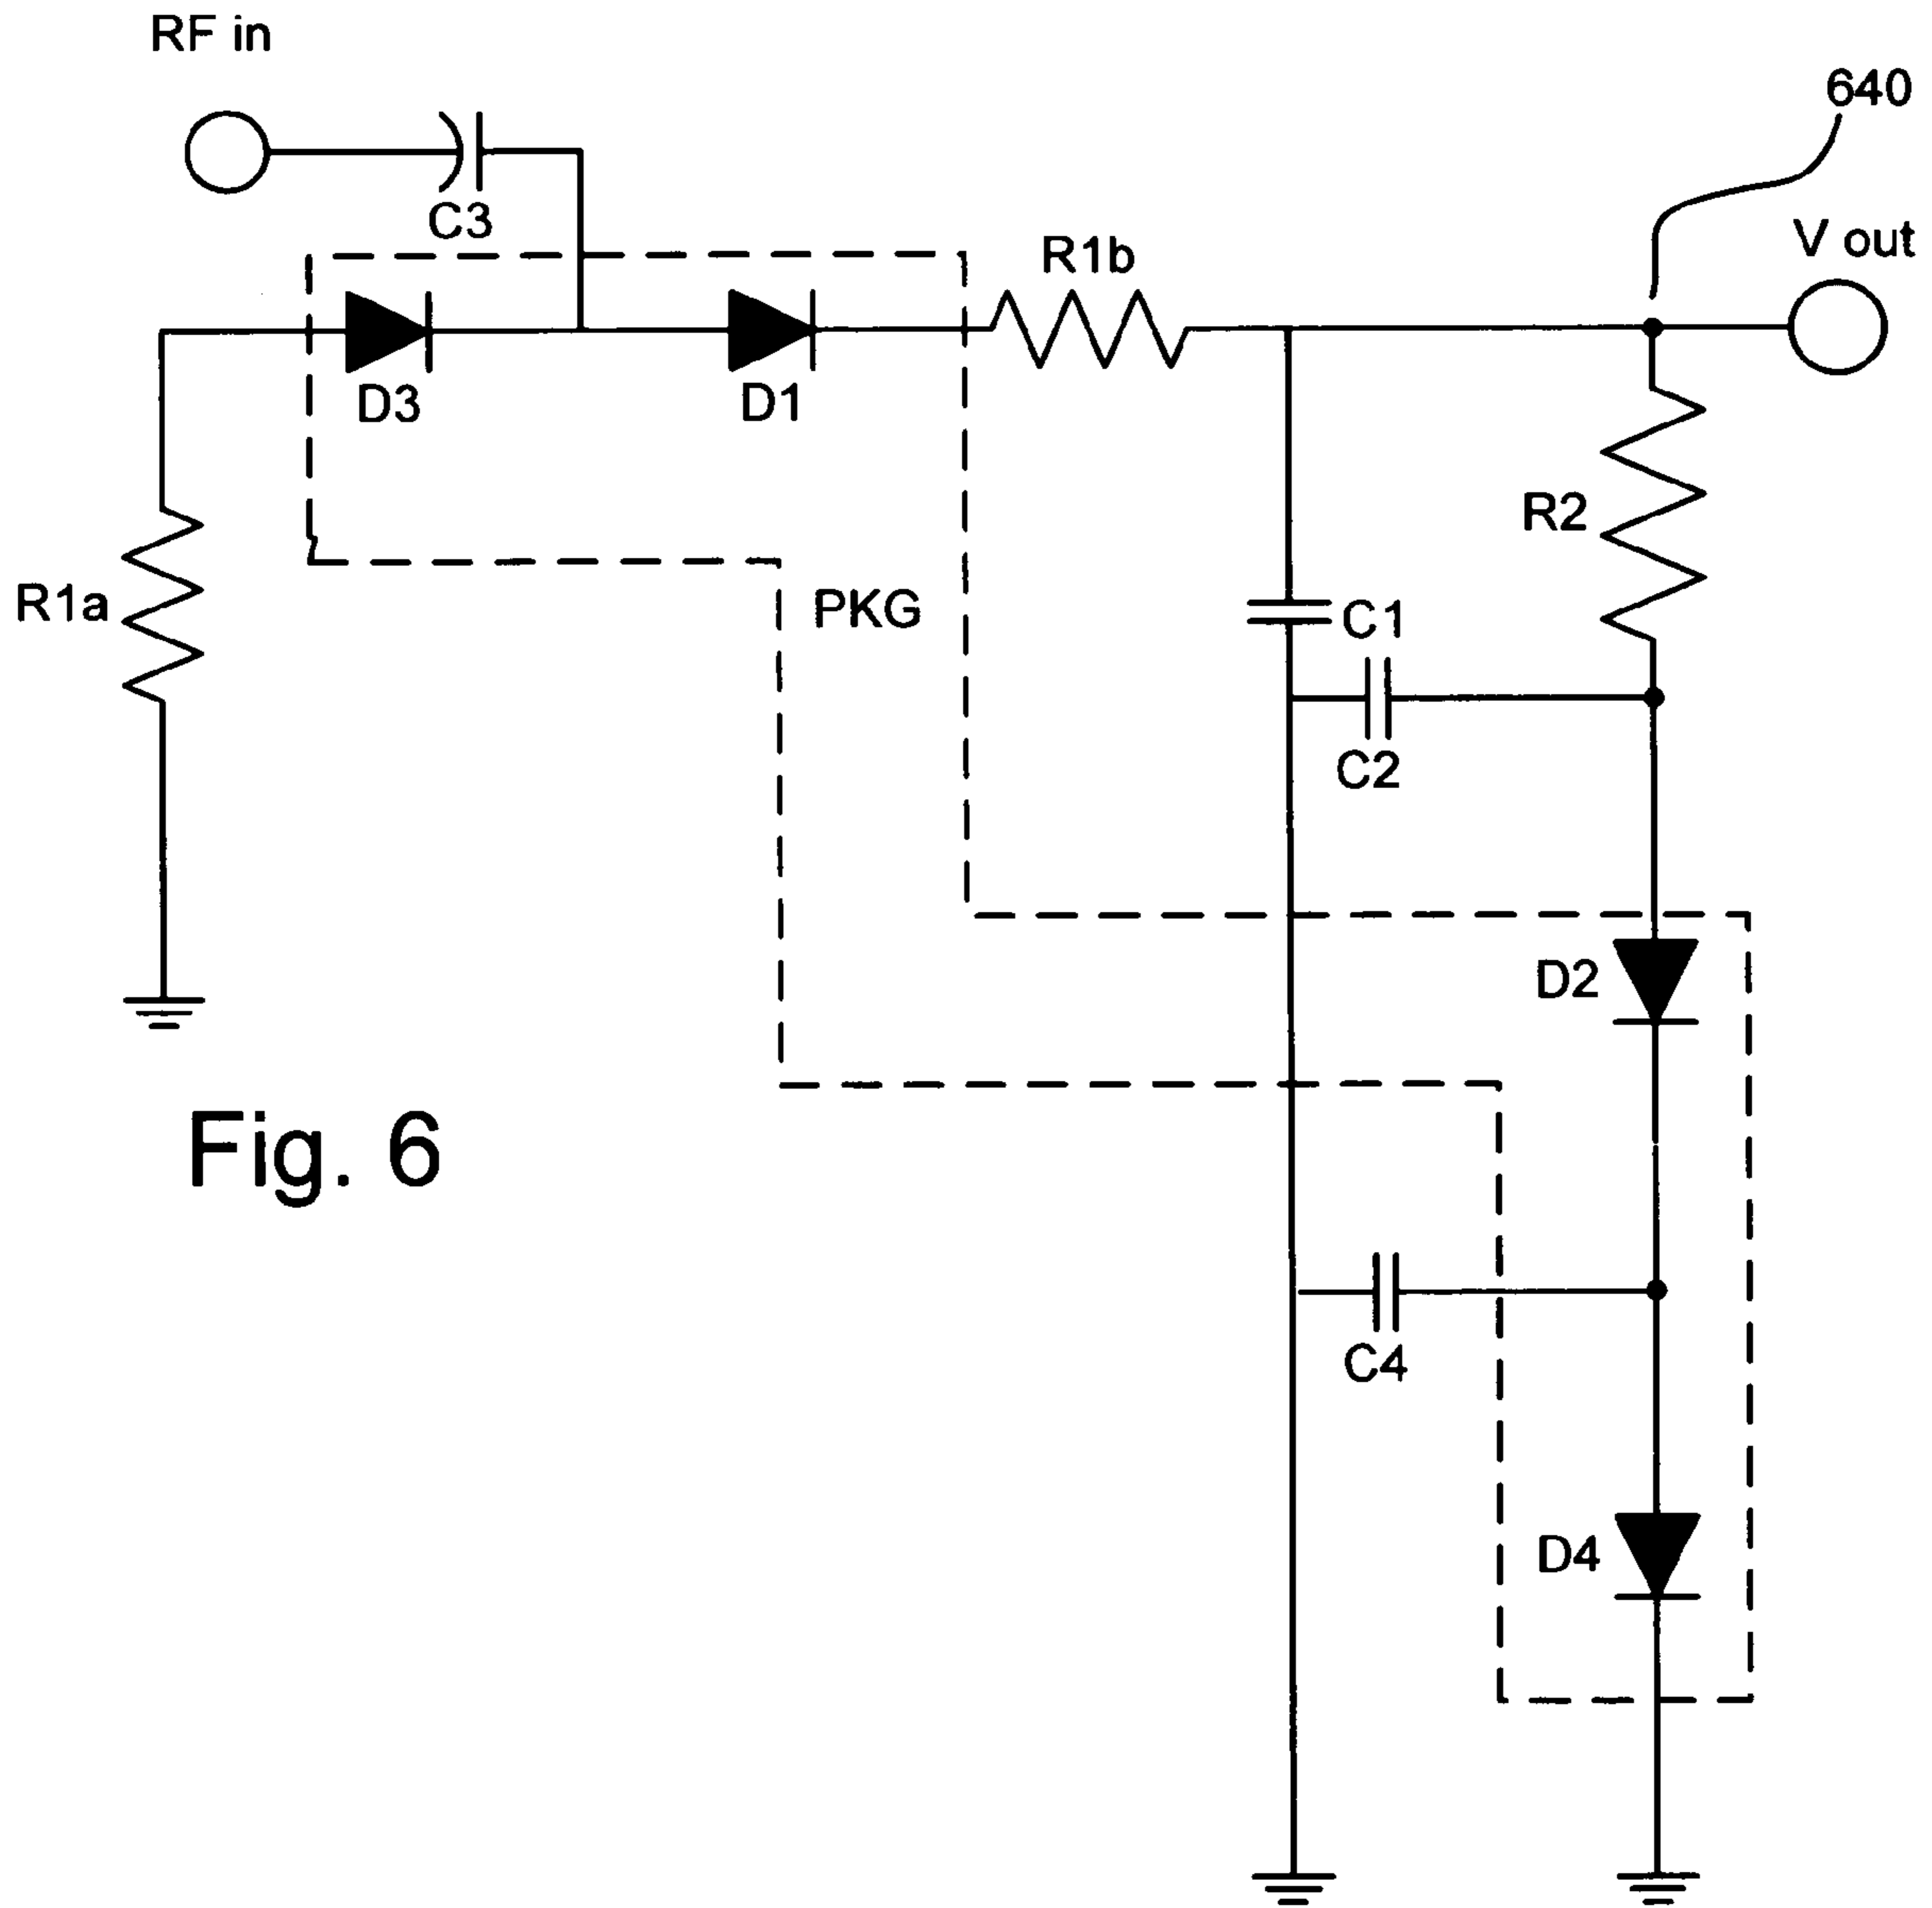 RF in
640
C3
V out
R1b
D3
D1
R2
R1a
PKG
C1
C2
D2
Fig. 6
C4
D4